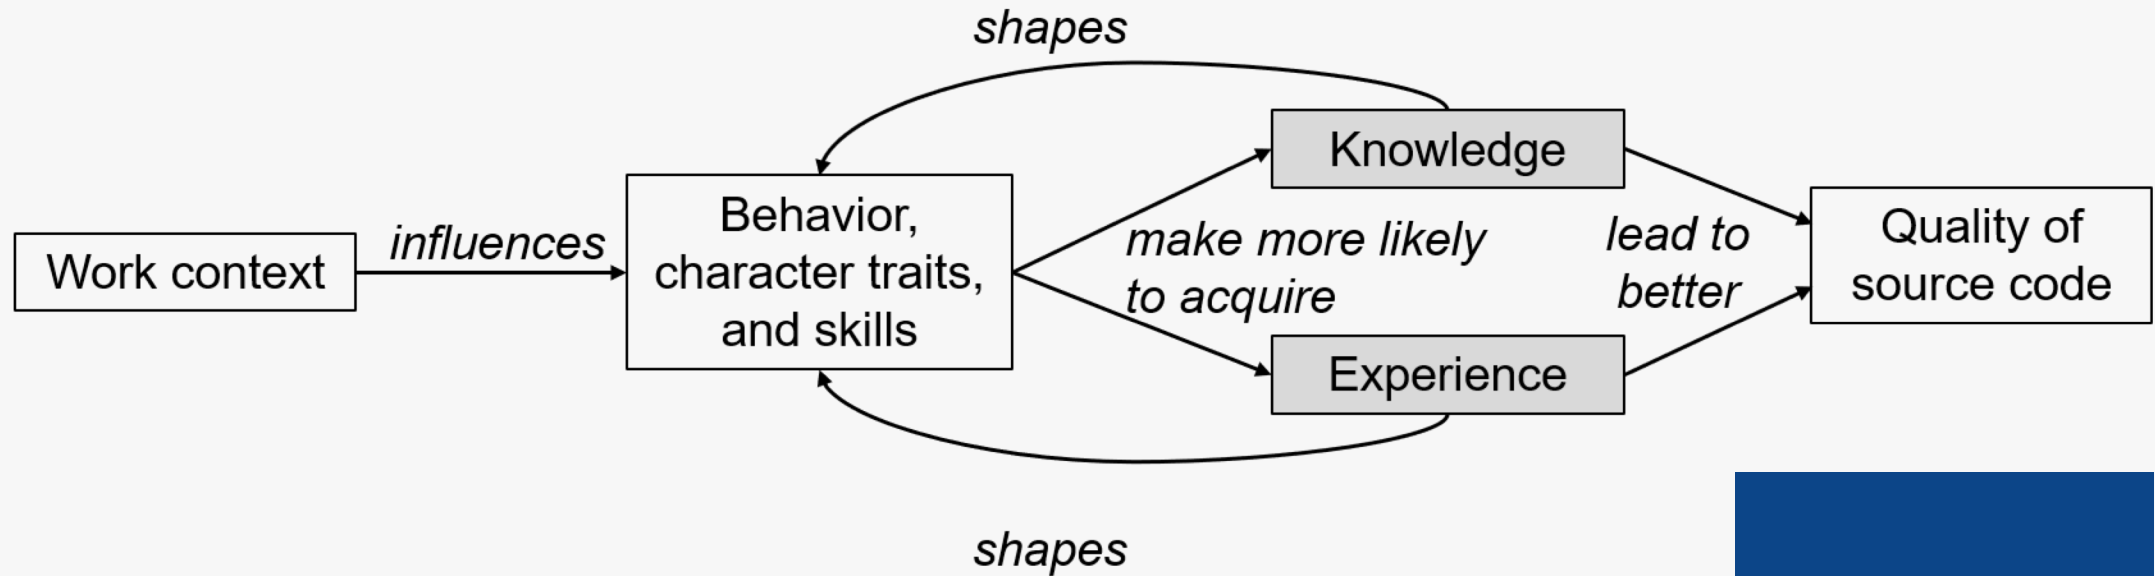 shapes
Knowledge
Work context
influences
Behavior,
character traits,
and skills
make more likely
to acquire
lead to
better
Quality of
source code
Experience
shapes